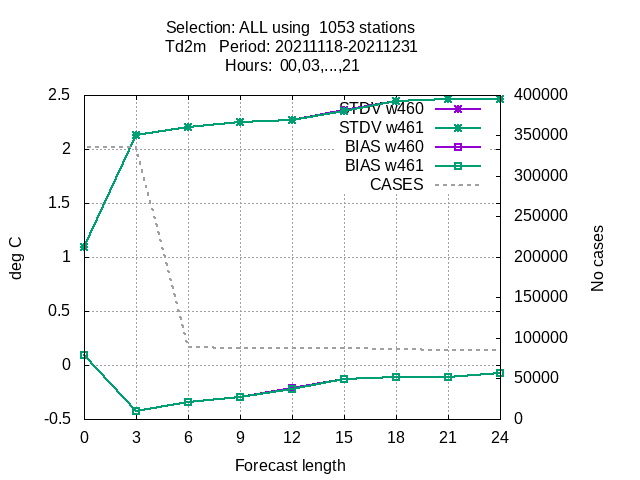 Selection: ALL using  1053 stations
Td2m   Period: 20211118-20211231
Hours:  00,03,...,21
2.5
2
1.5
1
0.5
0
-0.5
400000
350000
300000
250000
200000
150000
100000
50000
0
STDV w460
STDV w461
BIAS w460
BIAS w461
CASES
deg C
No cases
0 3 6 9 12 15 18 21 24
Forecast length